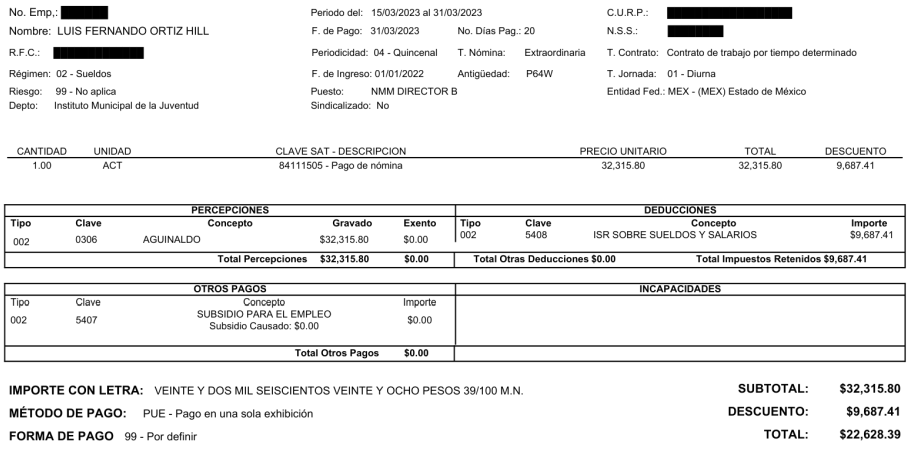 No. Emp,: Periodo del: 15/03/2023 al 31/03/2023 C.U.R.P.:
Nombre: LUIS FERNANDO ORTIZ HILL F. de Pago: 31/03/2023 No. Días Pag.: 20 N.S.S.:
R.F.C.: Periodicidad: 04 - Quincenal T. Nómina: Extraordinaria T. Contrato: Contrato de trabajo por tiempo determinado
Régimen: 02 - Sueldos F. de Ingreso: 01/01/2022 Antigüedad: P64W T. Jornada: 01 - Diurna
Riesgo: 99 - No aplica Puesto: NMM DIRECTOR B Entidad Fed.: MEX - (MEX) Estado de México
Depto: Instituto Municipal de la Juventud Sindicalizado: No
CANTIDAD UNIDAD CLAVE SAT - DESCRIPCION PRECIO UNITARIO TOTAL DESCUENTO
1.00 ACT 84111505 - Pago de nómina 32,315.80 32,315.80 9,687.41
PERCEPCIONES DEDUCCIONES
Tipo Clave Concepto Gravado Exento Tipo Clave Concepto Importe
002 0306 AGUINALDO $32,315.80 $0.00 002 5408 ISR SOBRE SUELDOS Y SALARIOS $9,687.41
Total Percepciones $32,315.80 $0.00 Total Otras Deducciones $0.00 Total Impuestos Retenidos $9,687.41
OTROS PAGOS INCAPACIDADES
Tipo Clave Concepto Importe
002 5407 SUBSIDIO PARA EL EMPLEO $0.00
Subsidio Causado: $0.00
Total Otros Pagos $0.00
IMPORTE CON LETRA: VEINTE Y DOS MIL SEISCIENTOS VEINTE Y OCHO PESOS 39/100 M.N. SUBTOTAL: $32,315.80
MÉTODO DE PAGO: PUE - Pago en una sola exhibición DESCUENTO: $9,687.41
FORMA DE PAGO 99 - Por definir TOTAL: $22,628.39